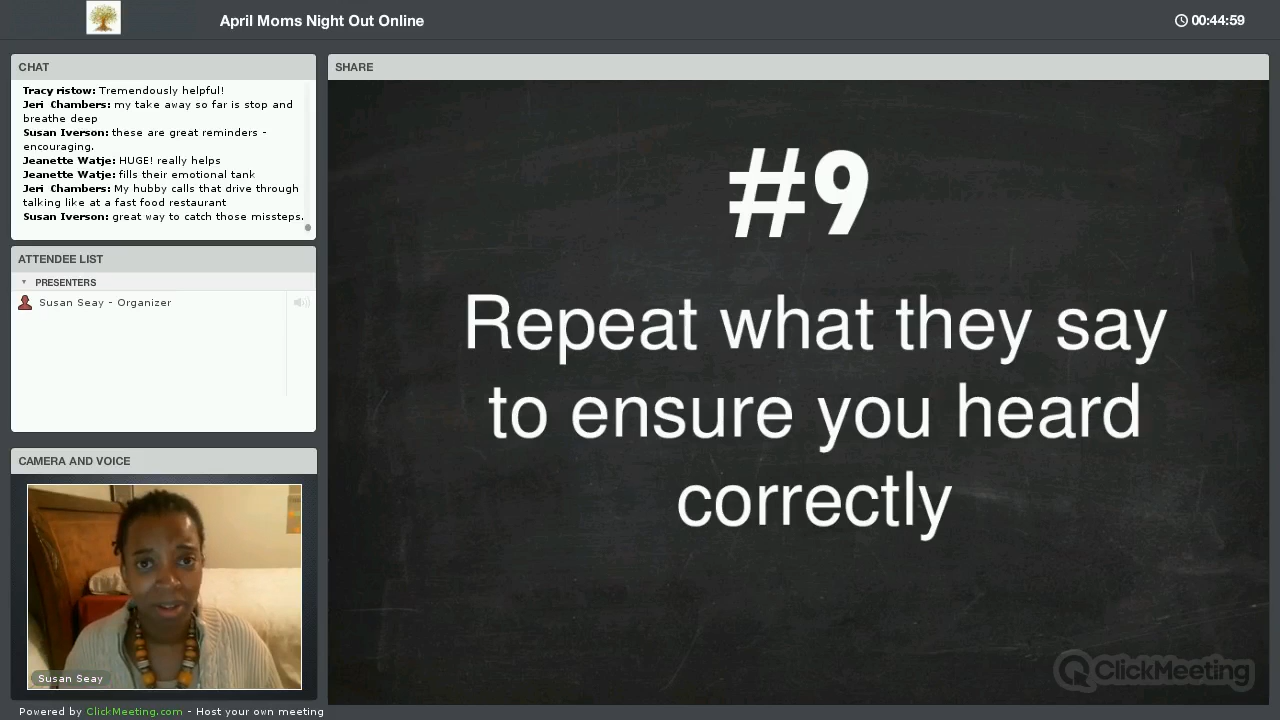 April Moms Night Out Online
00:44:59
CHAT
Tracy ristow: Tremendously helpful!
Jeri Chambers: my take away so far is stop and
breathe deep
Susan Iverson: these are great reminders -
encouraging.
Jeanette Watje: HUGE! really helps
Jeanette Watje: fills their emotional tank
Jeri Chambers: My hubby calls that drive through
talking like at a fast food restaurant
Susan Iverson: great way to catch those missteps.
ATTENDEE LIST
PRESENTERS
Susan Seay - Organizer
CAMERA AND VOICE
Susan Seay
Powered by ClickMeeting.com - Host your own meeting
SHARE
#9
Repeat what they say
to ensure you heard
correctly
ClickMeeting